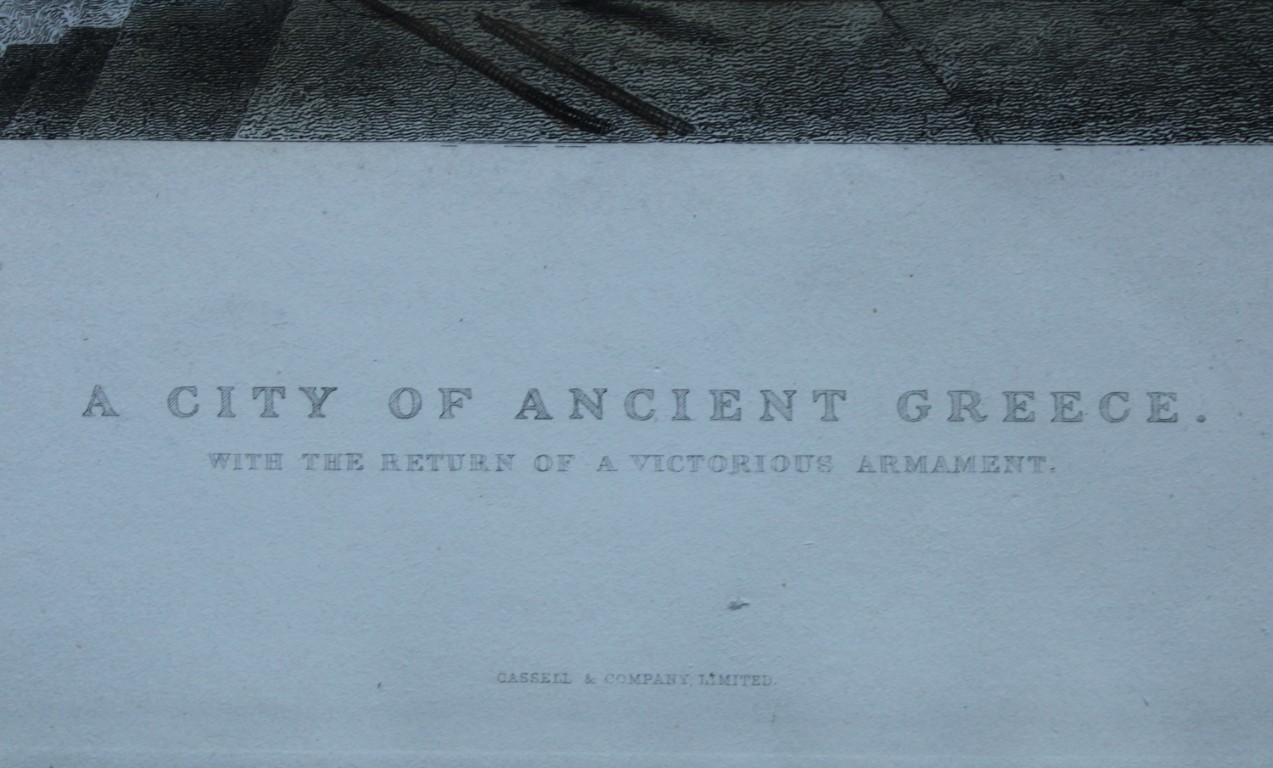 A CITY OF ANCIENT GREECE.
WITH THE RETURN OF A VICTORIOUS ARMAMENT.
CASSELL & COMPANY, LIMITED.